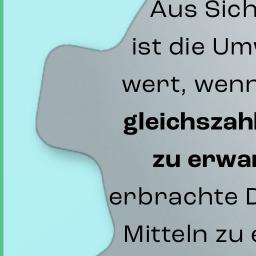 Aus Sich
ist die Umw
wert, wenn
gleichszahl
zu erwar
erbrachte D
Mitteln zu e